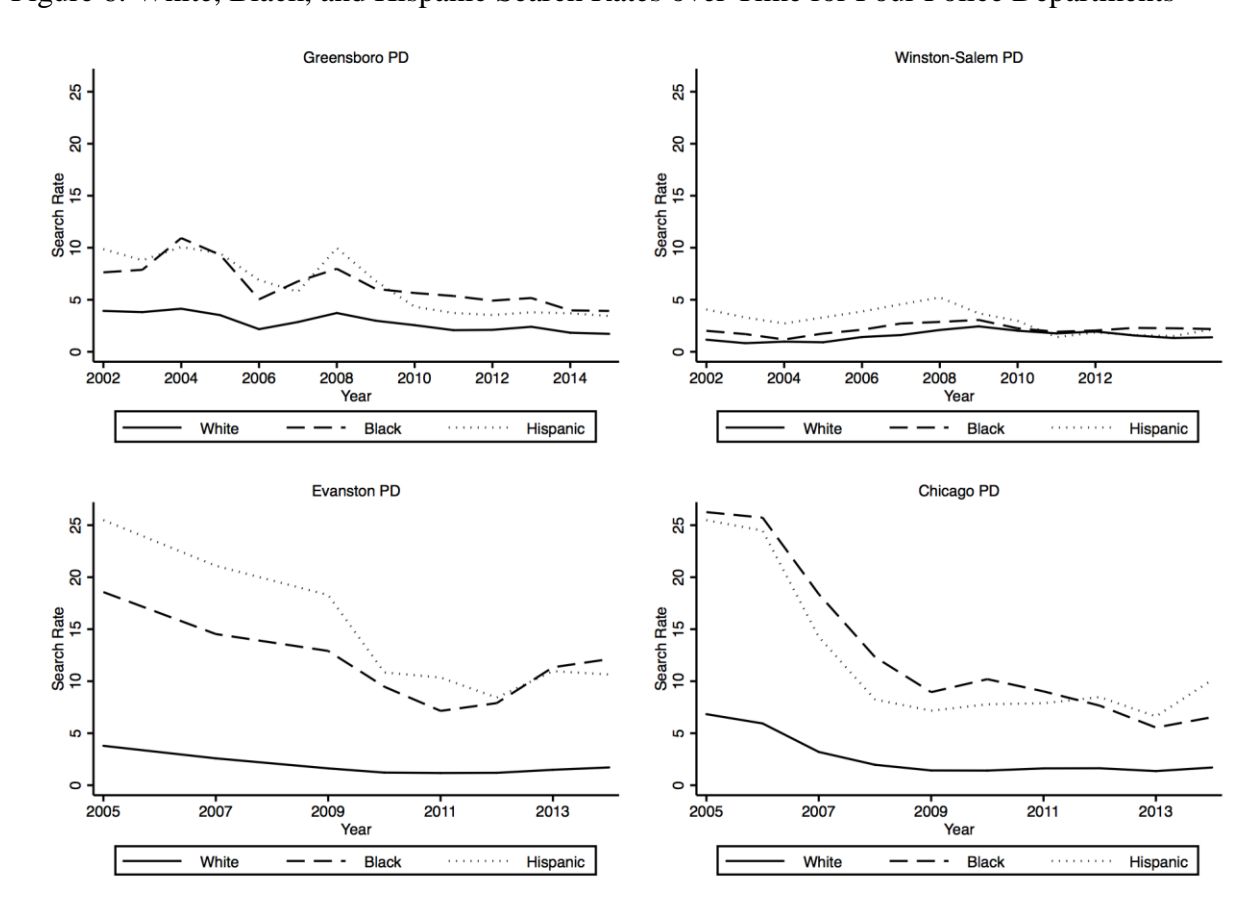 Figure White, Black, and Hispanic Search Rates over Time for Four Police Departments
Greensboro PD
Search Rate
25
20
15
10
5
0
2002 2004 2006 2008 2010 2012 2014
Year
White Black Hispanic
Winston-Salem PD
Search Rate
25
20
15
10
5
0
2002 2004 2006 2008 2010 2012
Year
White Black Hispanic
Evanston PD
Search Rate
25
20
15
10
5
0
2005 2007 2009 2011 2013
Year
White Black Hispanic
Chicago PD
Search Rate
25
20
15
10
5
0
2005 2007 2009 2011 2013
Year
White Black Hispanic